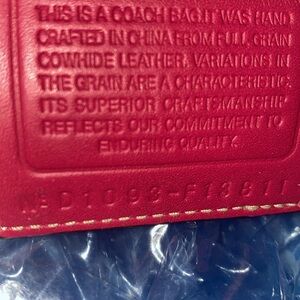 THIS IS A COACH BAG. IT WAS HAND
CRAFTED IN CHINA FROM FULL GRAIN
COWHIDE LEATHER. VARIATIONS IN
THE GRAIN ARE A CHARACTERISTIC
ITS SUPERIOR CRAFTSMANSHIP
REFLECTS OUR COMMITMENT TO
ENDURING QUALITY.
Nº D1093-F13811